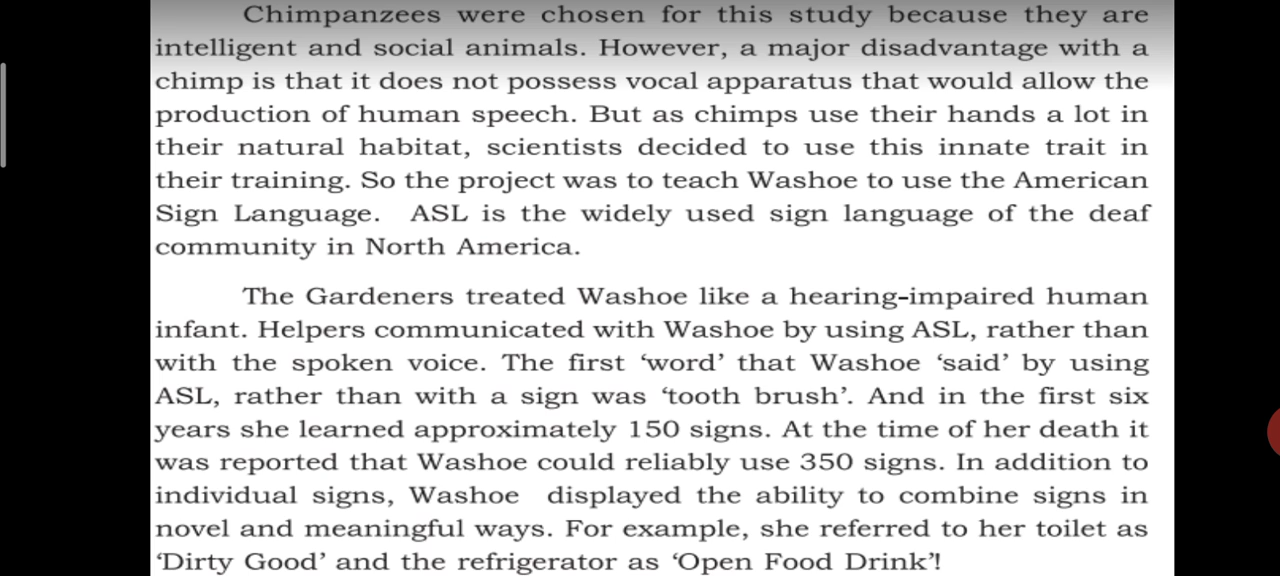 Chimpanzees were chosen for this study because they are
intelligent and social animals. However, a major disadvantage with a
chimp is that it does not possess vocal apparatus that would allow the
production of human speech. But as chimps use their hands a lot in
their natural habitat, scientists decided to use this innate trait in
their training. So the project was to teach Washoe to use the American
Sign Language. ASL is the widely used sign language of the deaf
community in North America.
The Gardeners treated Washoe like a hearing-impaired human
infant. Helpers communicated with Washoe by using ASL, rather than
with the spoken voice. The first ‘word’ that Washoe ‘said’ by using
ASL, rather than with a sign was ‘tooth brush’. And in the first six
years she learned approximately 150 signs. At the time of her death it
was reported that Washoe could reliably use 350 signs. In addition to
individual signs, Washoe displayed the ability to combine signs in
novel and meaningful ways. For example, she referred to her toilet as
‘Dirty Good’ and the refrigerator as ‘Open Food Drink’!